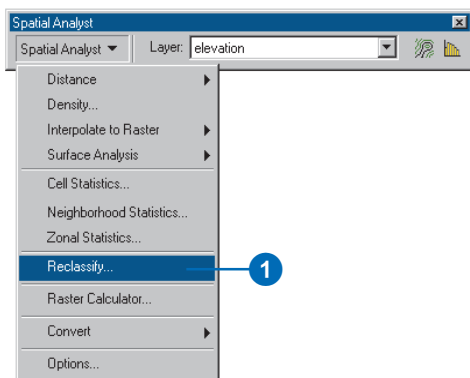 Spatial Analyst
Spatial Analyst Layer: elevation
Distance
Density...
Interpolate to Raster
Surface Analysis
Cell Statistics...
Neighborhood Statistics...
Zonal Statistics...
Reclassify... 1
Raster Calculator...
Convert
Options...